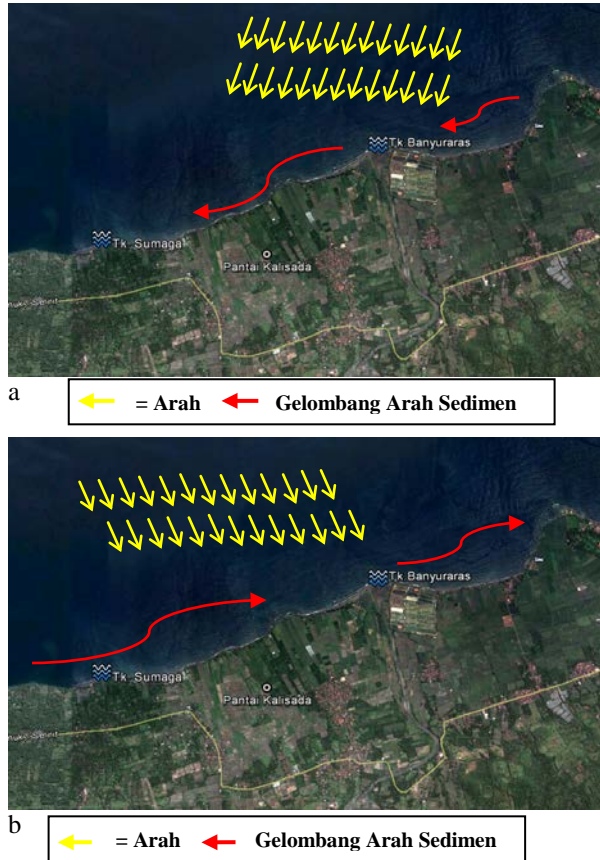 Tk Banyuraras
Tk. Sumaga
Pantai Kalisada
a
= Arah Gelombang Arah Sedimen
Tk Banyuraras
Tk. Sumaga
Pantai Kalisada
b
= Arah Gelombang Arah Sedimen